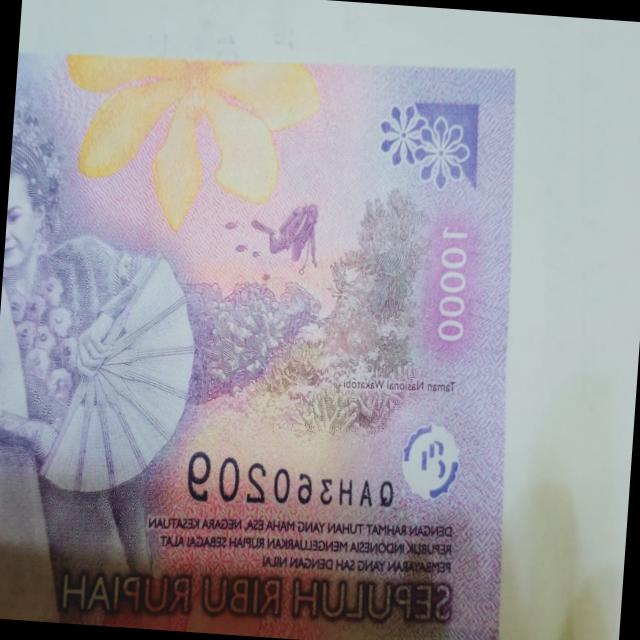 10000
Taman Nasional Wakatobi
QAH360209
DENGAN RAHMAT TUHAN YANG MAHA ESA, NEGARA KESATUAN
REPUBLIK INDONESIA MENGELUARKAN RUPIAH SEBAGAI ALAT
PEMBAYARAN YANG SAH DENGAN NILAI
SEPULUH RIBU RUPIAH